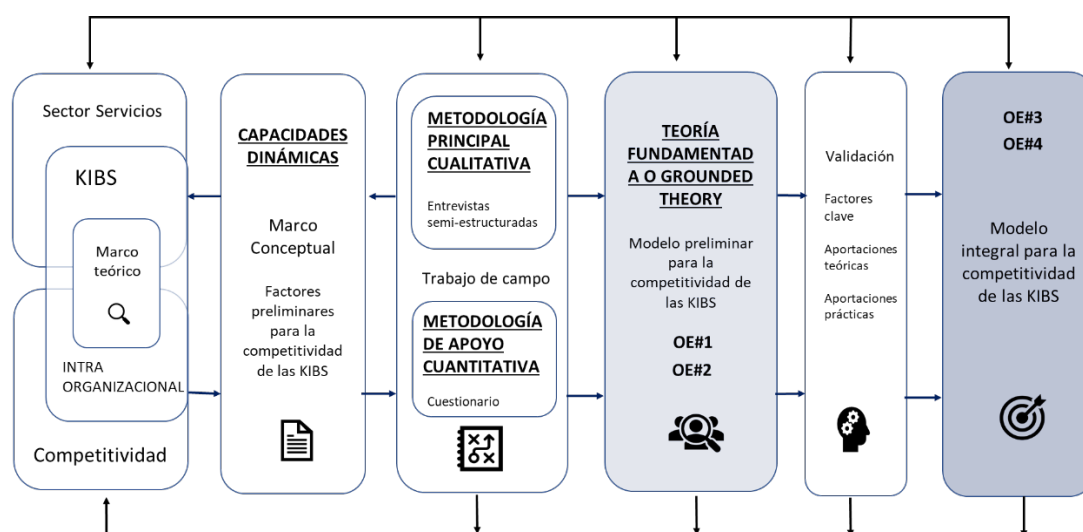 Sector Servicios
KIBS
Marco
teórico
INTRA
ORGANIZACIONAL
Competitividad
CAPACIDADES
DINÁMICAS
Marco
Conceptual
Factores
preliminares
para la
competitividad
de las KIBS
METODOLOGÍA
PRINCIPAL
CUALITATIVA
Entrevistas
semi-estructuradas
Trabajo de campo
METODOLOGÍA
DE APOYO
CUANTITATIVA
Cuestionario
TEORÍA
FUNDAMENTAD
A O GROUNDED
THEORY
Modelo preliminar
para la
competitividad de
las KIBS
OE#1
OE#2
Validación
Factores
clave
Aportaciones
teóricas
Aportaciones
prácticas
OE#3
OE#4
Modelo
integral para la
competitividad
de las KIBS